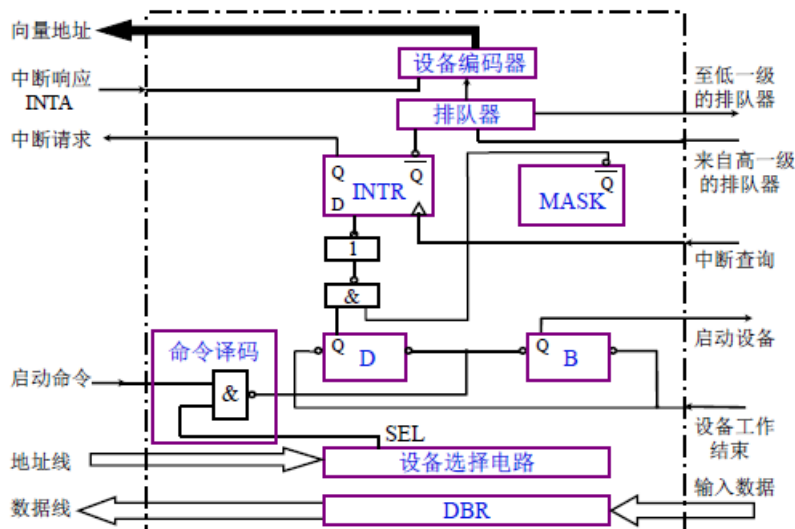 向量地址
设备编码器
中断响应
INTA
至低一级
的排队器
排队器
中断请求
来自高一级
的排队器
Q
Q
D
INTR
Q
MASK
1
中断查询
&
Q
D
Q
B
启动设备
命令译码
启动命令
&
设备工作
结束
SEL
地址线
设备选择电路
输入数据
数据线
DBR